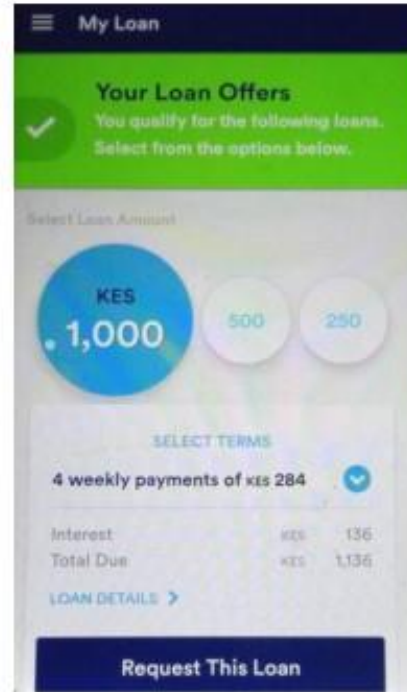 My Loan
Your Loan Offers
You qualify for the following loans.
Select from the options below.
Select Loan Amount
KES
1,000
500
250
SELECT TERMS
4 weekly payments of KES 284
Interest KES 136
Total Due KES 1,136
LOAN DETAILS >
Request This Loan